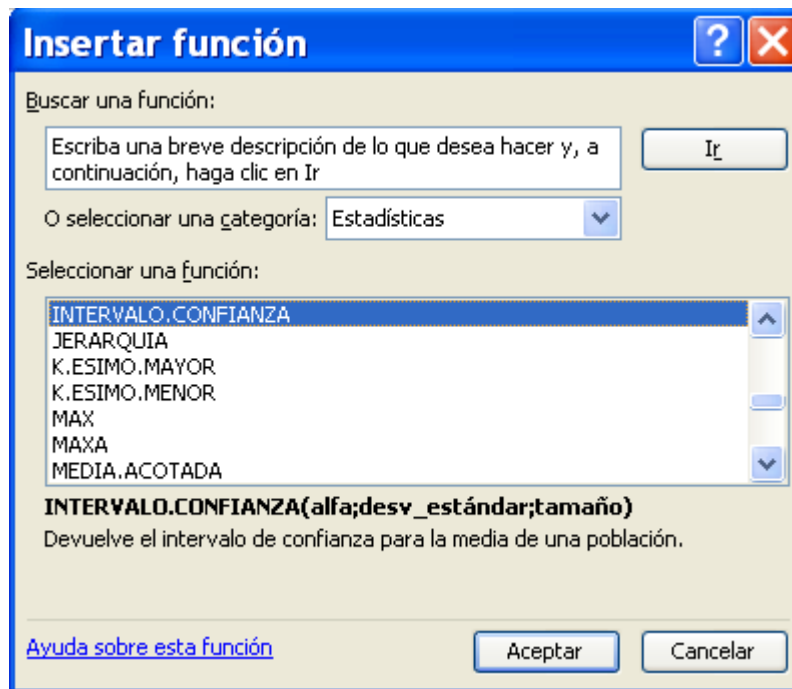 Insertar función
Buscar una función:
Escriba una breve descripción de lo que desea hacer y, a
continuación, haga clic en Ir
Ir
O seleccionar una categoría: Estadísticas
Seleccionar una función:
INTERVALO.CONFIANZA
JERARQUIA
K.ESIMO.MAYOR
K.ESIMO.MENOR
MAX
MAXA
MEDIA.ACOTADA
INTERVALO.CONFIANZA(alfa;desv_estándar;tamaño)
Devuelve el intervalo de confianza para la media de una población.
Ayuda sobre esta función
Aceptar
Cancelar